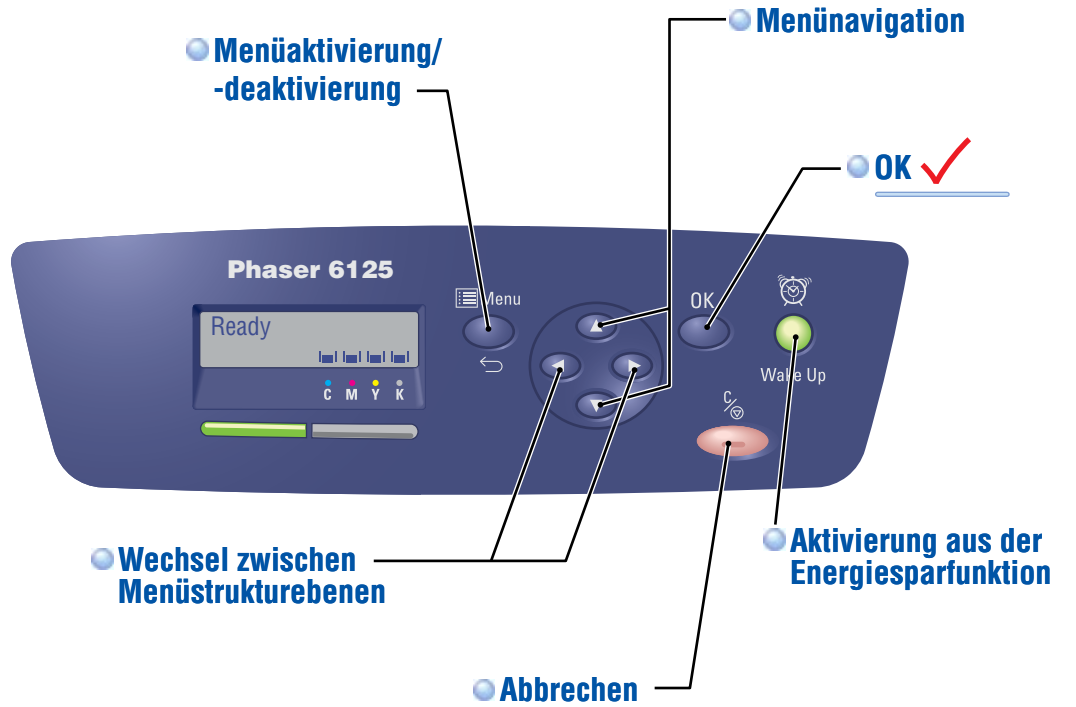 Menünavigation
Menüaktivierung/
-deaktivierung
OK
Phaser 6125
Menu
OK
Ready
Wake Up
C M Y K
C/
Wechsel zwischen
Menüstrukturebenen
Aktivierung aus der
Energiesparfunktion
Abbrechen